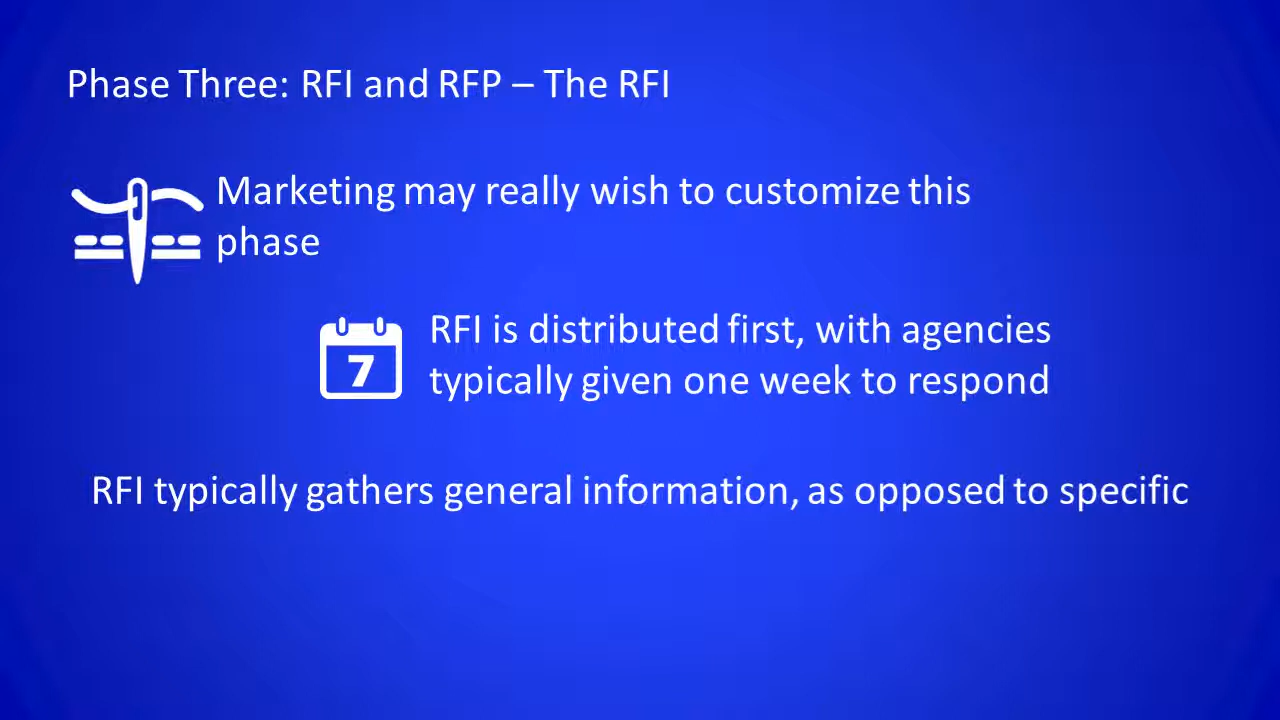 Phase Three: RFI and RFP – The RFI
Marketing may really wish to customize this
phase
7
RFI is distributed first, with agencies
typically given one week to respond
RFI typically gathers general information, as opposed to specific